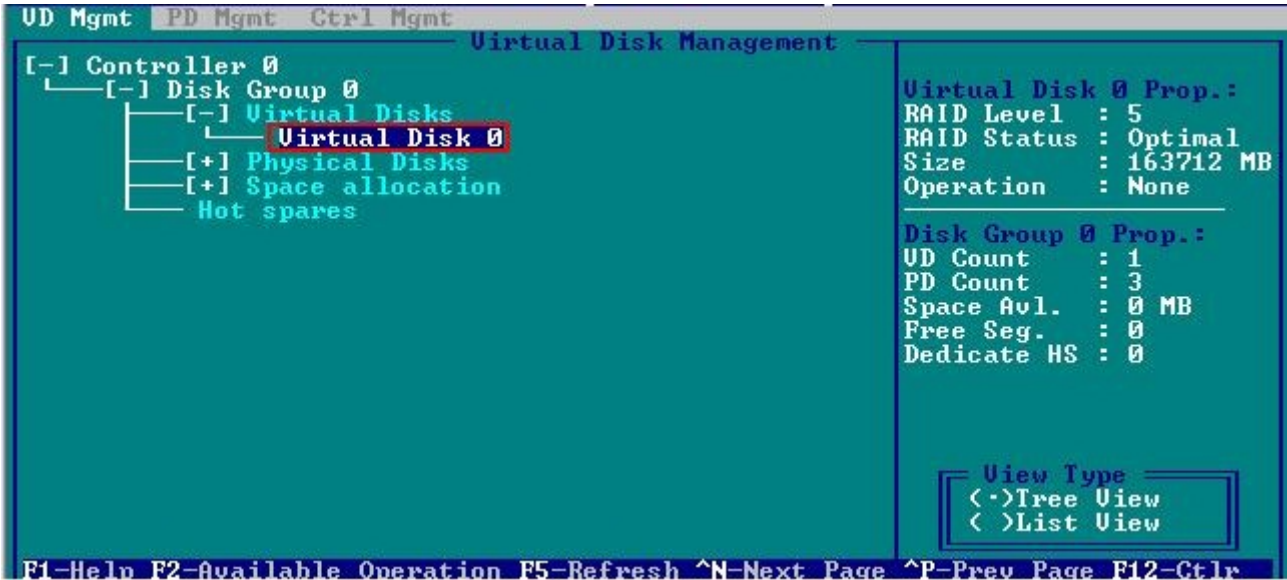 VD Mgmt PD Mgmt Ctrl Mgmt
Virtual Disk Management
[-] Controller 0
[-] Disk Group 0
[-] Virtual Disks
Virtual Disk 0
[+] Physical Disks
[+] Space allocation
Hot spares
Virtual Disk 0 Prop.:
RAID Level : 5
RAID Status : Optimal
Size : 163712 MB
Operation : None
Disk Group 0 Prop.:
VD Count : 1
PD Count : 3
Space Avl. : 0 MB
Free Seg. : 0
Dedicate HS : 0
View Type
(·)Tree View
( )List View
F1-Help F2-Available Operation F5-Refresh ^N-Next Page ^P-Prev Page F12-Ctlr